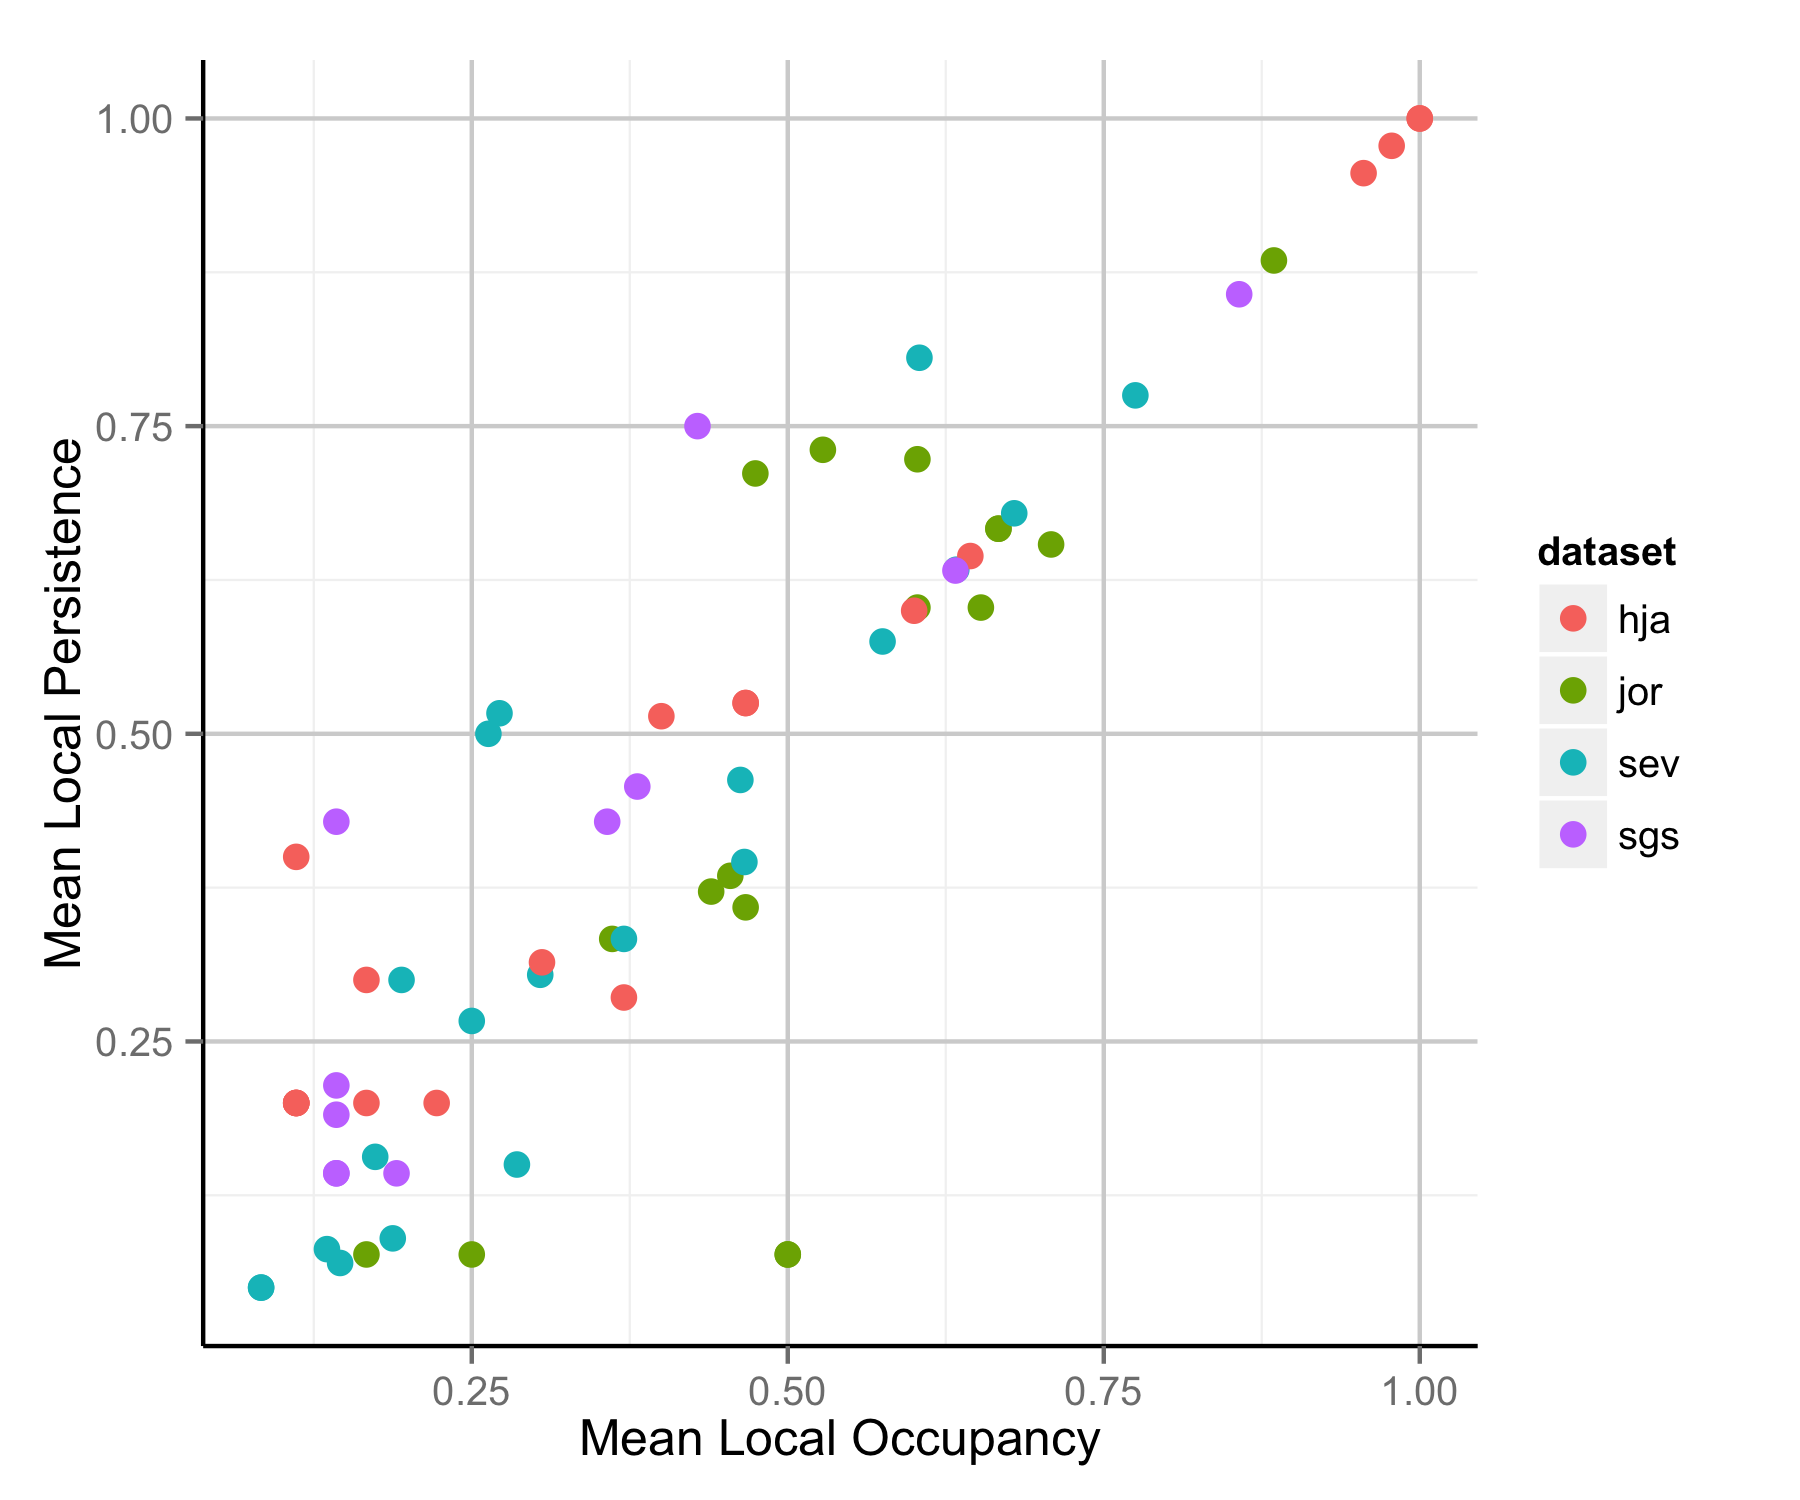 1.00
0.75
0.50
0.25
Mean Local Persistence
0.25 0.50 0.75 1.00
Mean Local Occupancy
dataset
hja
jor
sev
sgs